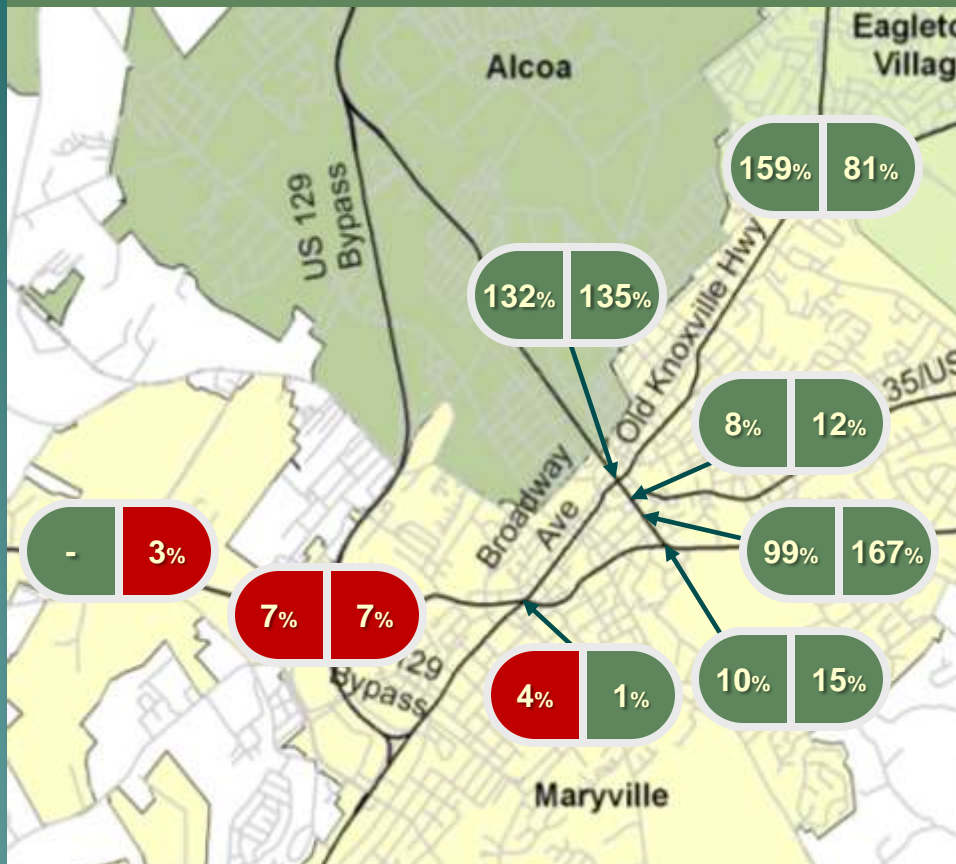 Eagleto
Villag
Alcoa
159% 81%
US 129
Bypass
Old Knoxville Hwy
132% 135%
35/US
8% 12%
Broadway
Ave
- 3%
99% 167%
7% 7%
129
Bypass
4% 1%
10% 15%
Maryville